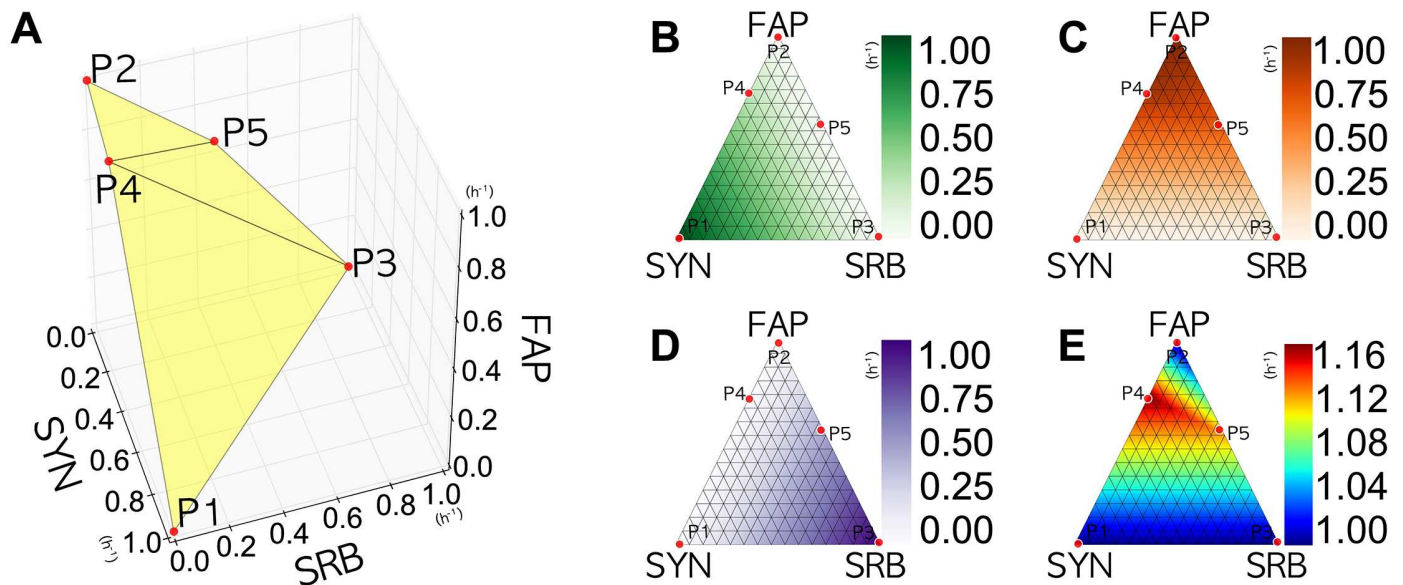 A
P2
P5
P4
P3
P1
0.0
0.2
0.4
0.6
0.8
1.0
(h⁻¹)
SYN
0.0
0.2
0.4
0.6
0.8
1.0
(h⁻¹)
SRB
(h⁻¹)
1.0
0.8
0.6
0.4
0.2
0.0
FAP
B
FAP
P2
P4
P5
P1
P3
SYN
SRB
(h⁻¹)
1.00
0.75
0.50
0.25
0.00
C
FAP
P2
P4
P5
P1
P3
SYN
SRB
(h⁻¹)
1.00
0.75
0.50
0.25
0.00
D
FAP
P2
P4
P5
P1
P3
SYN
SRB
(h⁻¹)
1.00
0.75
0.50
0.25
0.00
E
FAP
P2
P4
P5
P1
P3
SYN
SRB
(h⁻¹)
1.16
1.12
1.08
1.04
1.00